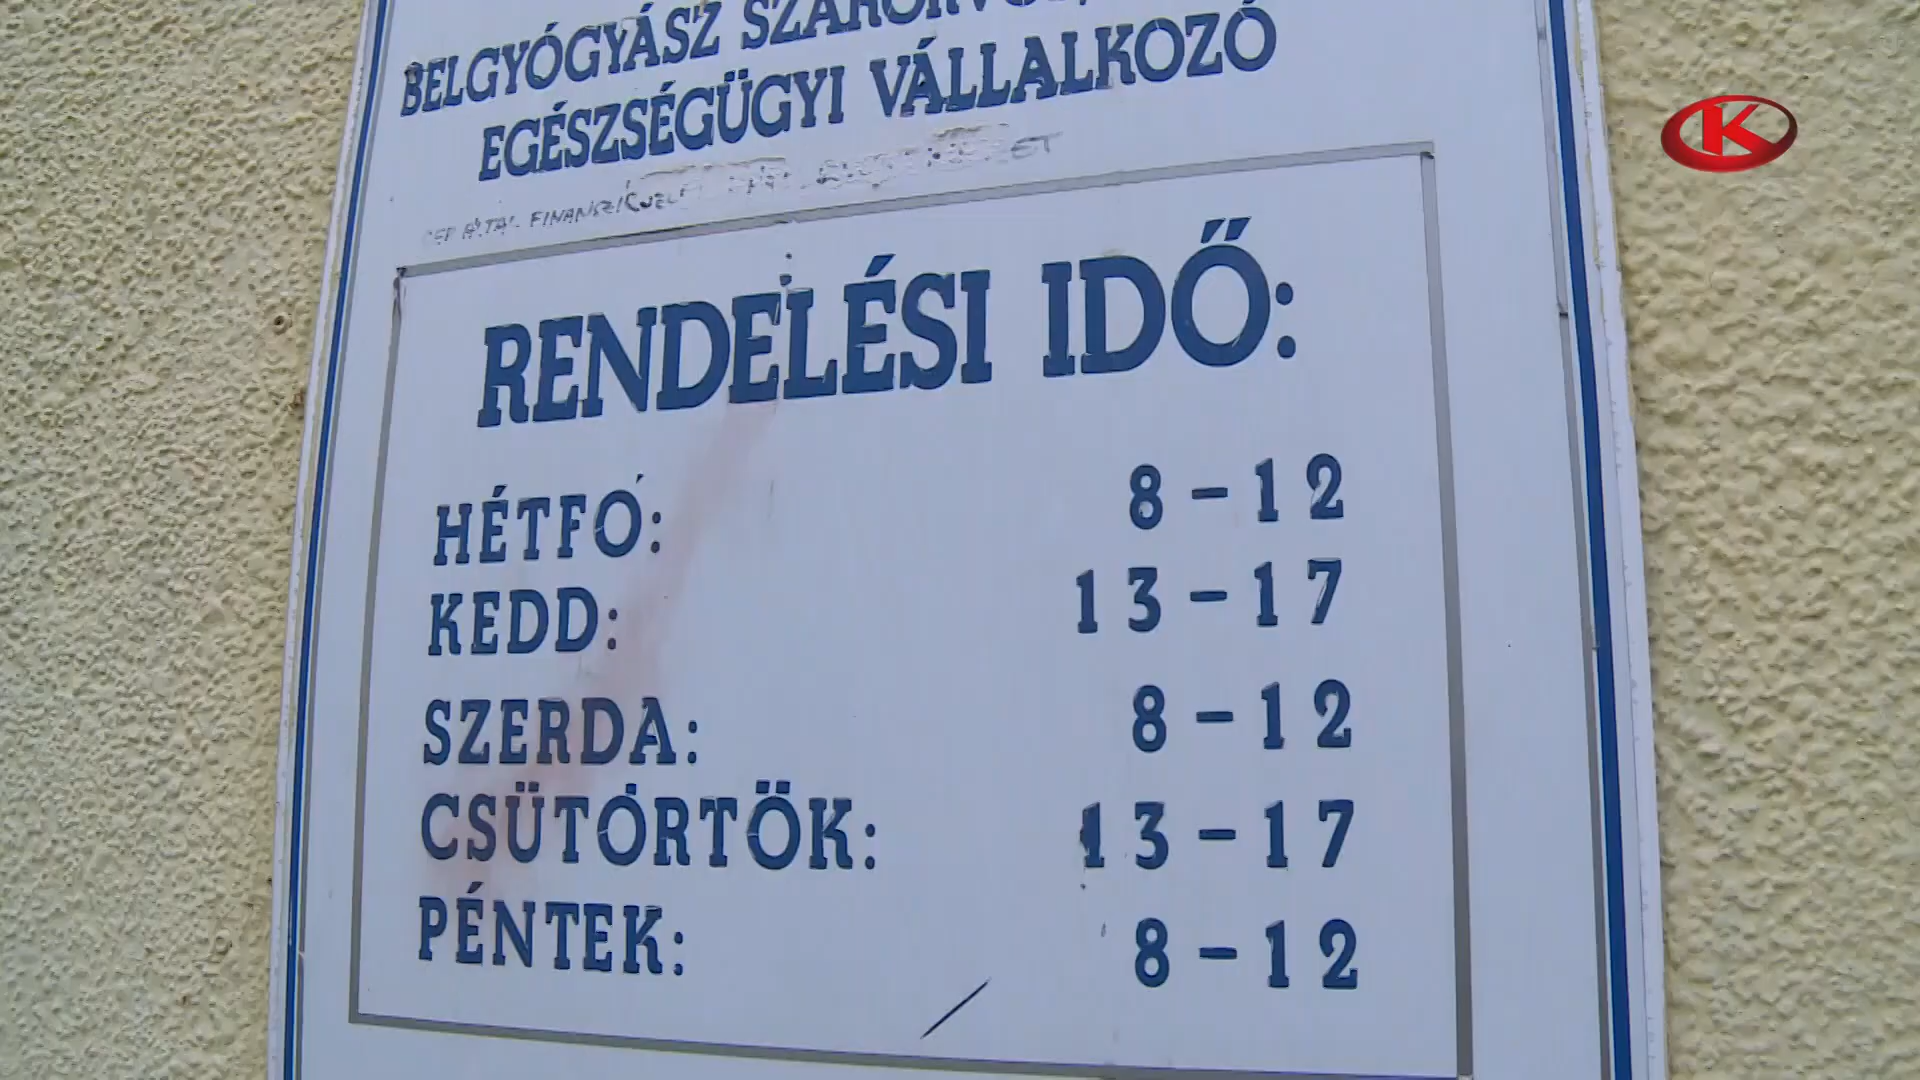 BELGYÓGYÁSZ
EGÉSZSÉGÜGYI VÁLLALKOZÓ
RENDELÉSI IDŐ:
HÉTFŐ: 8-12
KEDD: 13-17
SZERDA: 8-12
CSÜTÖRTÖK: 13-17
PÉNTEK: 8-12
K